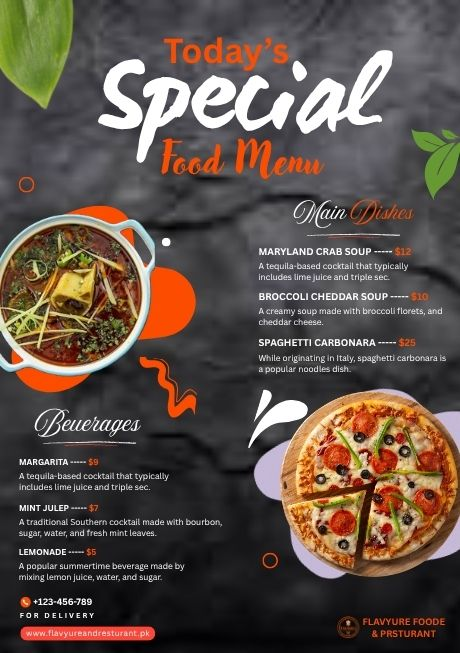 Today's
Special
Food Menu
Main Dishes
MARYLAND CRAB SOUP ----- $12
A tequila-based cocktail that typically
includes lime juice and triple sec.
BROCCOLI CHEDDAR SOUP ----- $10
A creamy soup made with broccoli florets, and
cheddar cheese.
SPAGHETTI CARBONARA ----- $25
While originating in Italy, spaghetti carbonara is
a popular noodles dish.
Beverages
MARGARITA ----- $9
A tequila-based cocktail that typically
includes lime juice and triple sec.
MINT JULEP ----- $7
A traditional Southern cocktail made with bourbon,
sugar, water, and fresh mint leaves.
LEMONADE ----- $5
A popular summertime beverage made by
mixing lemon juice, water, and sugar.
+123-456-789
FOR DELIVERY
www.flavyureandresturant.pk
FLAVYURE FOODE
& PRSTURANT